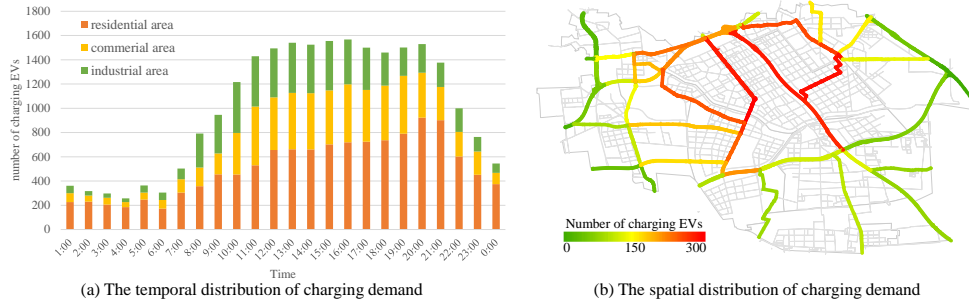 1800
1600
1400
1200
1000
800
600
400
200
0
number of charging EVs
residential area
commerial area
industrial area
1:00 2:00 3:00 4:00 5:00 6:00 7:00 8:00 9:00 10:00 11:00 12:00 13:00 14:00 15:00 16:00 17:00 18:00 19:00 20:00 21:00 22:00 23:00 0:00
Time
(a) The temporal distribution of charging demand
Number of charging EVs
0 150 300
(b) The spatial distribution of charging demand